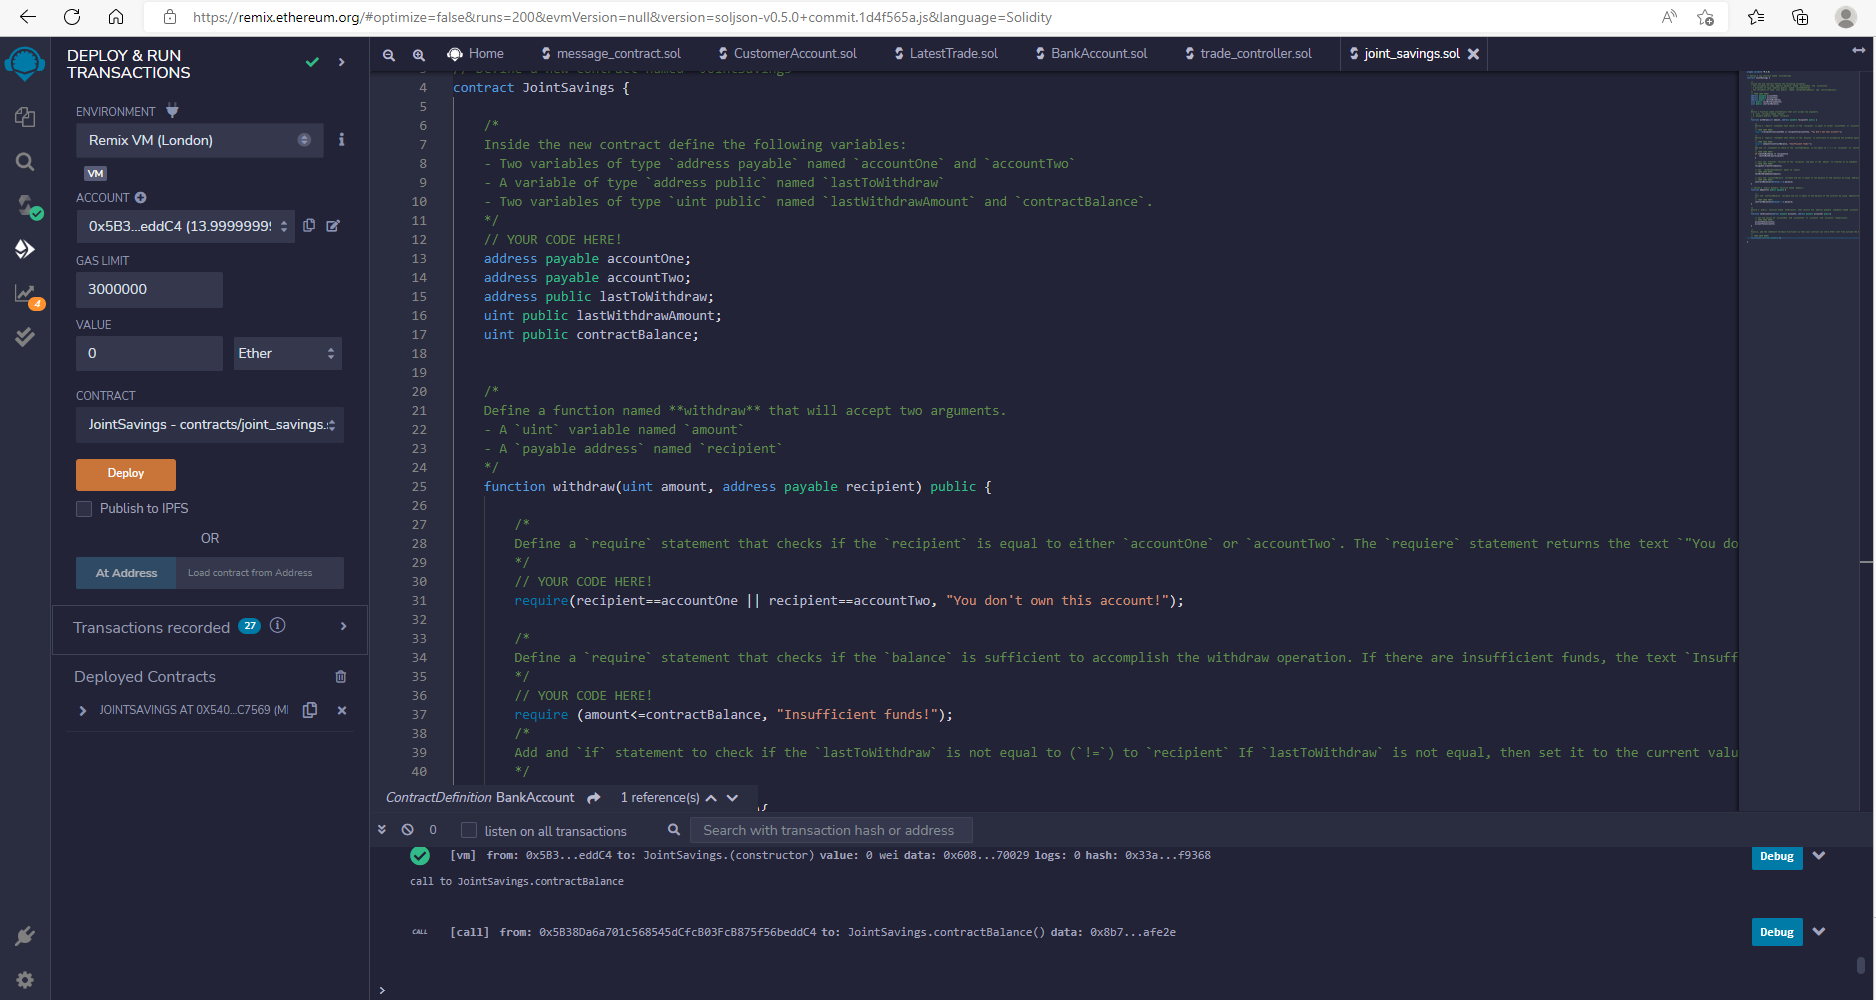 https://remix.ethereum.org/#optimize=false&runs=200&evmVersion=null&version=soljson-v0.5.0+commit.1d4f565a.js&language=Solidity
DEPLOY & RUN
TRANSACTIONS
ENVIRONMENT
Remix VM (London)
VM
ACCOUNT
0x5B3...eddC4 (13.99999999
GAS LIMIT
3000000
VALUE
0
Ether
CONTRACT
JointSavings - contracts/joint_savings.
Deploy
Publish to IPFS
OR
At Address
Load contract from Address
Transactions recorded 27
Deployed Contracts
JOINTSAVINGS AT 0X540...C7569
4
Home
message_contract.sol
CustomerAccount.sol
LatestTrade.sol
BankAccount.sol
trade_controller.sol
joint_savings.sol
4 contract JointSavings {
5
6 /*
7 Inside the new contract define the following variables:
8 - Two variables of type `address payable` named `accountOne` and `accountTwo`
9 - A variable of type `address public` named `lastToWithdraw`
10 - Two variables of type `uint public` named `lastWithdrawAmount` and `contractBalance`.
11 */
12 // YOUR CODE HERE!
13 address payable accountOne;
14 address payable accountTwo;
15 address public lastToWithdraw;
16 uint public lastWithdrawAmount;
17 uint public contractBalance;
18
19
20 /*
21 Define a function named **withdraw** that will accept two arguments.
22 - A `uint` variable named `amount`
23 - A `payable address` named `recipient`
24 */
25 function withdraw(uint amount, address payable recipient) public {
26
27 /*
28 Define a `require` statement that checks if the `recipient` is equal to either `accountOne` or `accountTwo`. The `requiere` statement returns the text `"You do
29 */
30 // YOUR CODE HERE!
31 require(recipient==accountOne || recipient==accountTwo, "You don't own this account!");
32
33 /*
34 Define a `require` statement that checks if the `balance` is sufficient to accomplish the withdraw operation. If there are insufficient funds, the text `Insuff
35 */
36 // YOUR CODE HERE!
37 require (amount<=contractBalance, "Insufficient funds!");
38 /*
39 Add and `if` statement to check if the `lastToWithdraw` is not equal to (`!=`) to `recipient` If `lastToWithdraw` is not equal, then set it to the current valu
40 */
ContractDefinition BankAccount 1 reference(s)
0
listen on all transactions
Search with transaction hash or address
[vm] from: 0x5B3...eddC4 to: JointSavings.(constructor) value: 0 wei data: 0x608...70029 logs: 0 hash: 0x33a...f9368
Debug
call to JointSavings.contractBalance
CALL [call] from: 0x5B38Da6a701c568545dCfcB03FcB875f56beddC4 to: JointSavings.contractBalance() data: 0x8b7...afe2e
Debug
>